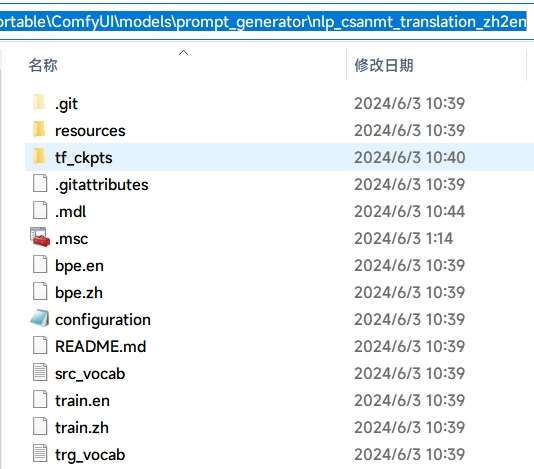 ortable\ComfyUI\models\prompt_generator\nlp_csanmt_translation_zh2en
名称 修改日期
.git 2024/6/3 10:39
resources 2024/6/3 10:39
tf_ckpts 2024/6/3 10:40
.gitattributes 2024/6/3 10:39
.mdl 2024/6/3 10:44
.msc 2024/6/3 1:14
bpe.en 2024/6/3 10:39
bpe.zh 2024/6/3 10:39
configuration 2024/6/3 10:39
README.md 2024/6/3 10:39
src_vocab 2024/6/3 10:39
train.en 2024/6/3 10:39
train.zh 2024/6/3 10:39
trg_vocab 2024/6/3 10:39